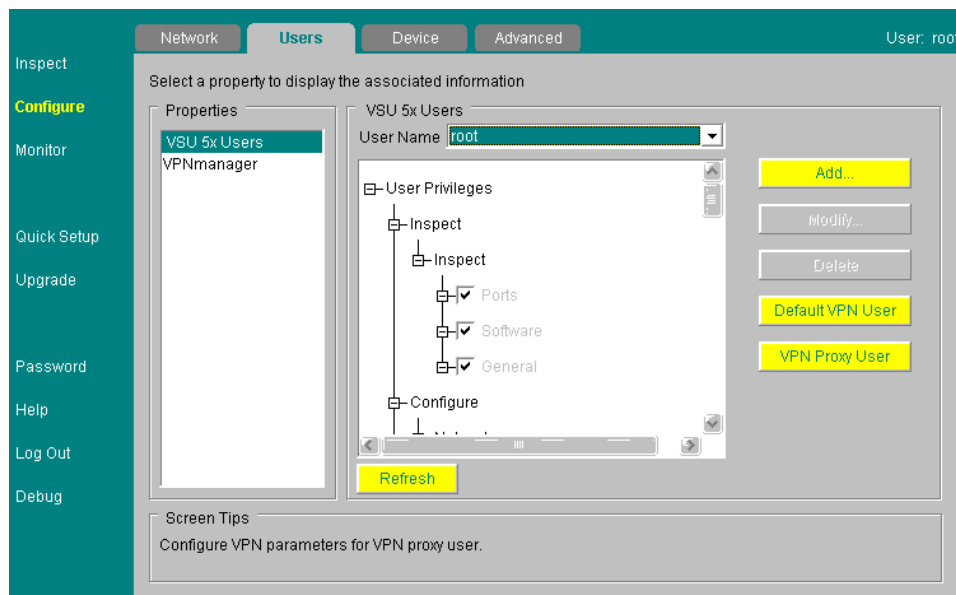 Network
Users
Device
Advanced
User: root
Inspect
Configure
Monitor
Quick Setup
Upgrade
Password
Help
Log Out
Debug
Select a property to display the associated information
Properties
VSU 5x Users
VPNmanager
VSU 5x Users
User Name root
User Privileges
Inspect
Inspect
Ports
Software
General
Configure
Add...
Modify...
Delete
Default VPN User
VPN Proxy User
Refresh
Screen Tips
Configure VPN parameters for VPN proxy user.